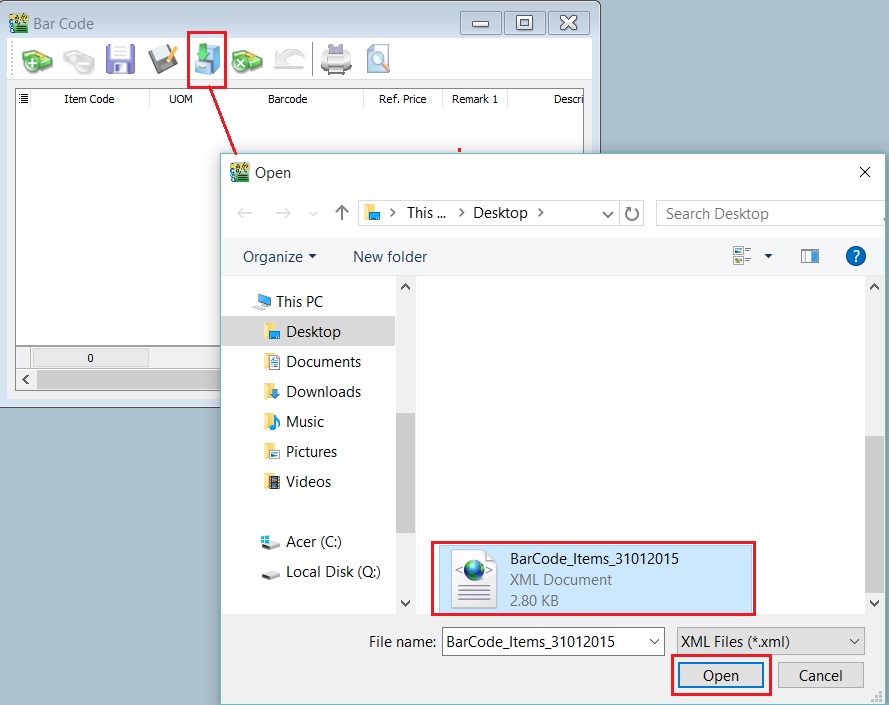 Bar Code
Item Code UOM Barcode Ref. Price Remark 1 Descri
0
Open
This ... Desktop
Search Desktop
Organize New folder
?
This PC
Desktop
Documents
Downloads
Music
Pictures
Videos
Acer (C:)
Local Disk (Q:)
BarCode_Items_31012015
XML Document
2.80 KB
File name: BarCode_Items_31012015 XML Files (*.xml)
Open Cancel